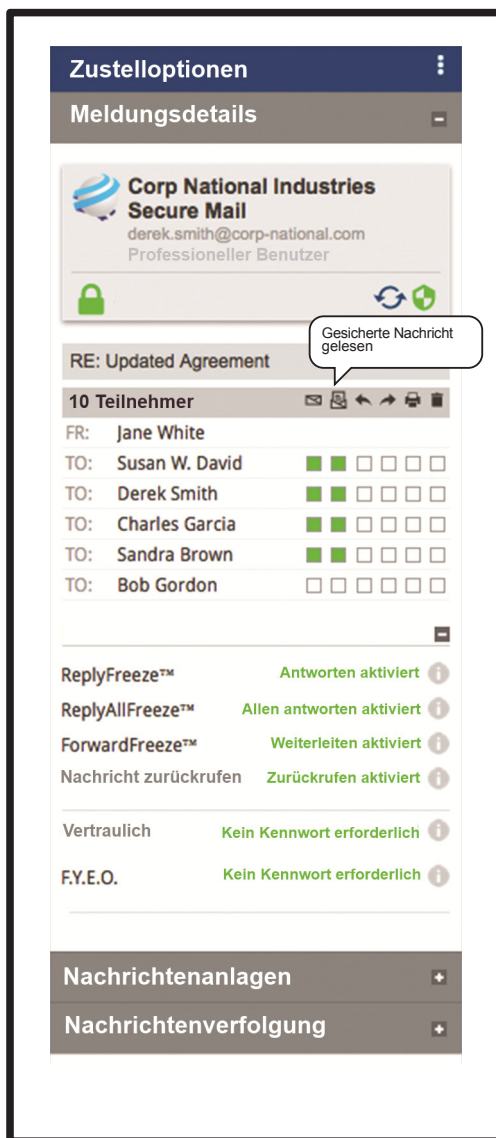 Zustelloptionen
Meldungsdetails
Corp National Industries
Secure Mail
derek.smith@corp-national.com
Professioneller Benutzer
Gesicherte Nachricht
gelesen
RE: Updated Agreement
10 Teilnehmer
FR: Jane White
TO: Susan W. David
TO: Derek Smith
TO: Charles Garcia
TO: Sandra Brown
TO: Bob Gordon
ReplyFreeze™ Antworten aktiviert
ReplyAllFreeze™ Allen antworten aktiviert
ForwardFreeze™ Weiterleiten aktiviert
Nachricht zurückrufen Zurückrufen aktiviert
Vertraulich Kein Kennwort erforderlich
F.Y.E.O. Kein Kennwort erforderlich
Nachrichtenanlagen
Nachrichtenverfolgung